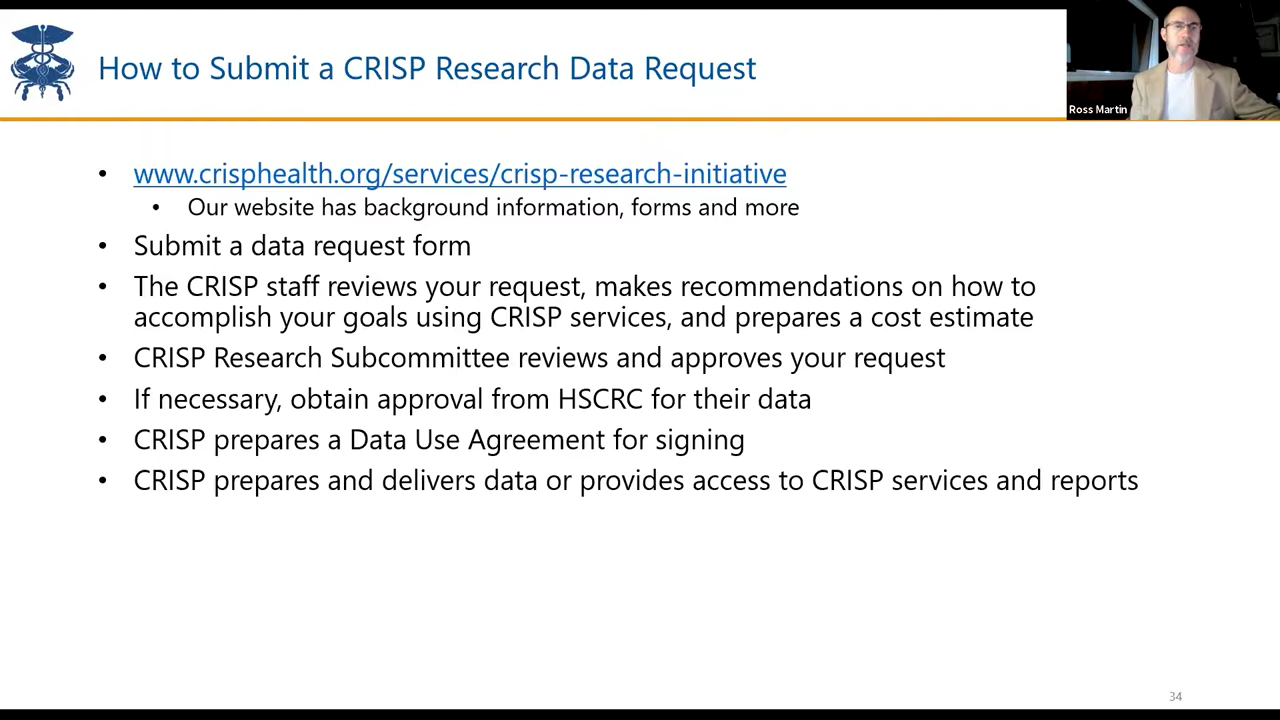 How to Submit a CRISP Research Data Request
Ross Martin
• www.crisphealth.org/services/crisp-research-initiative
• Our website has background information, forms and more
• Submit a data request form
• The CRISP staff reviews your request, makes recommendations on how to
accomplish your goals using CRISP services, and prepares a cost estimate
• CRISP Research Subcommittee reviews and approves your request
• If necessary, obtain approval from HSCRC for their data
• CRISP prepares a Data Use Agreement for signing
• CRISP prepares and delivers data or provides access to CRISP services and reports
34